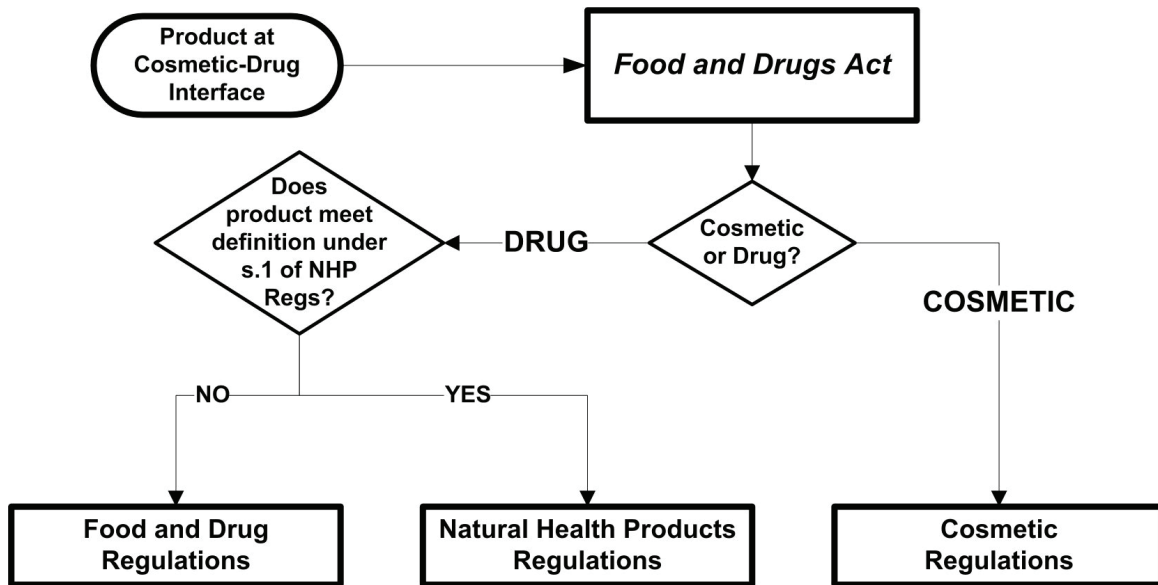 Product at
Cosmetic-Drug
Interface
Food and Drugs Act
Does
product meet
definition under
s.1 of NHP
Regs?
DRUG
Cosmetic
or Drug?
COSMETIC
NO
YES
Food and Drug
Regulations
Natural Health Products
Regulations
Cosmetic
Regulations